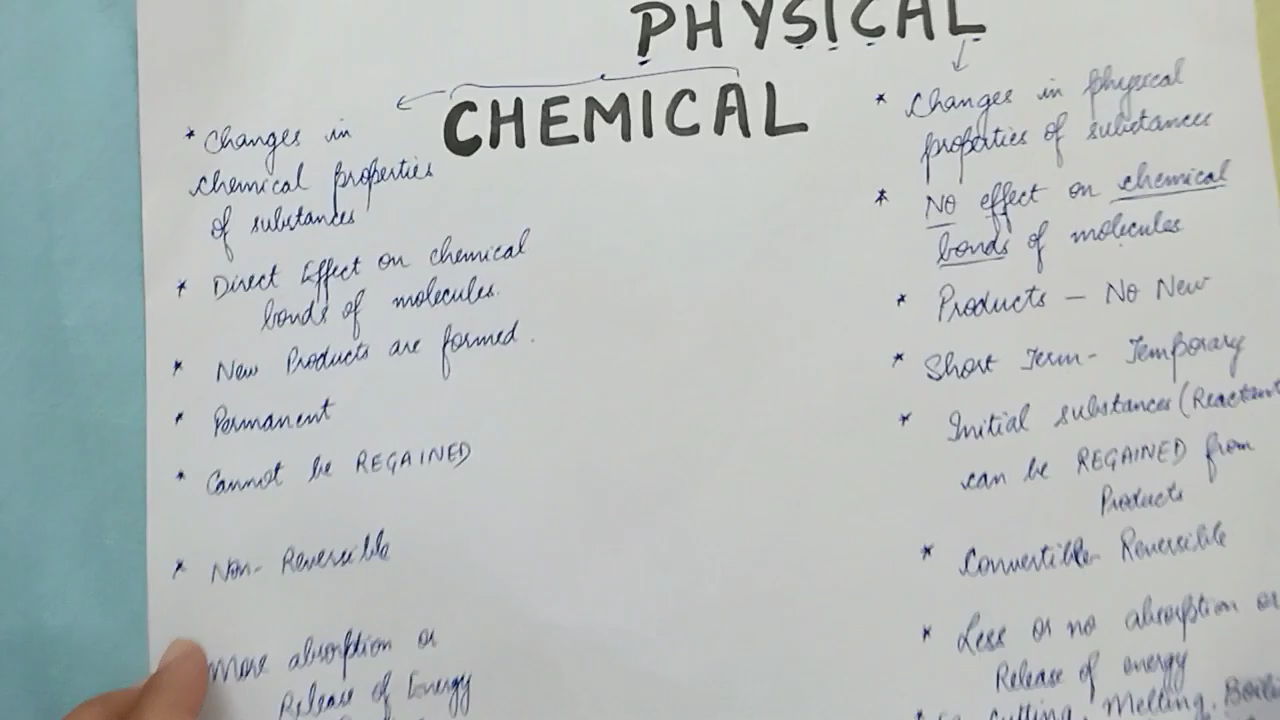 PHYSICAL
CHEMICAL
* Changes in
chemical properties
of substances
* Direct Effect on chemical
bonds of molecules.
* New Products are formed.
* Permanent
* Cannot be REGAINED
* Non-Reversible
More absorption or
Release of Energy
* Changes in physical
properties of substances
* NO effect on chemical
bonds of molecules
* Products - No New
* Short Term - Temporary
* Initial substances (Reactant
can be REGAINED from
Products
* Convertible Reversible
* Less or no absorption or
Release of energy
Cutting, Melting, Boili